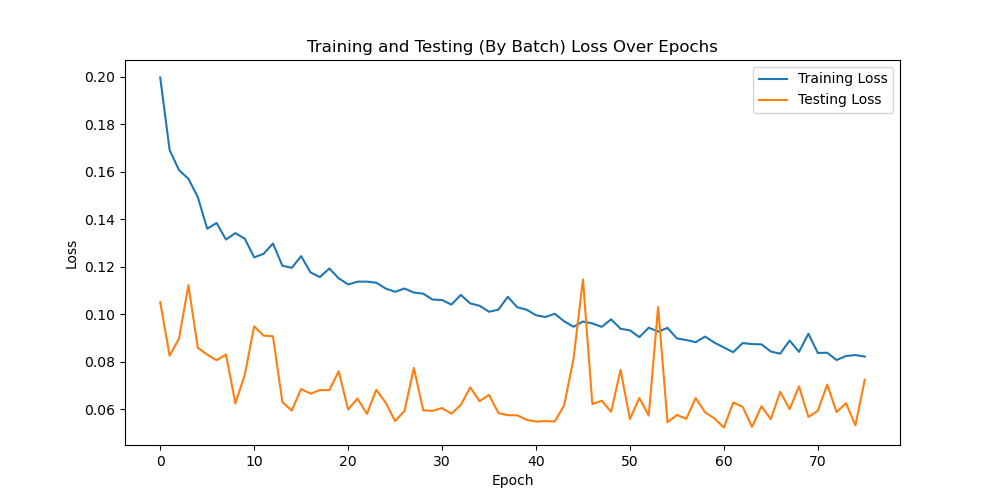 Training and Testing (By Batch) Loss Over Epochs
Training Loss
Testing Loss
0.20
0.18
0.16
0.14
0.12
0.10
0.08
0.06
Loss
0 10 20 30 40 50 60 70
Epoch